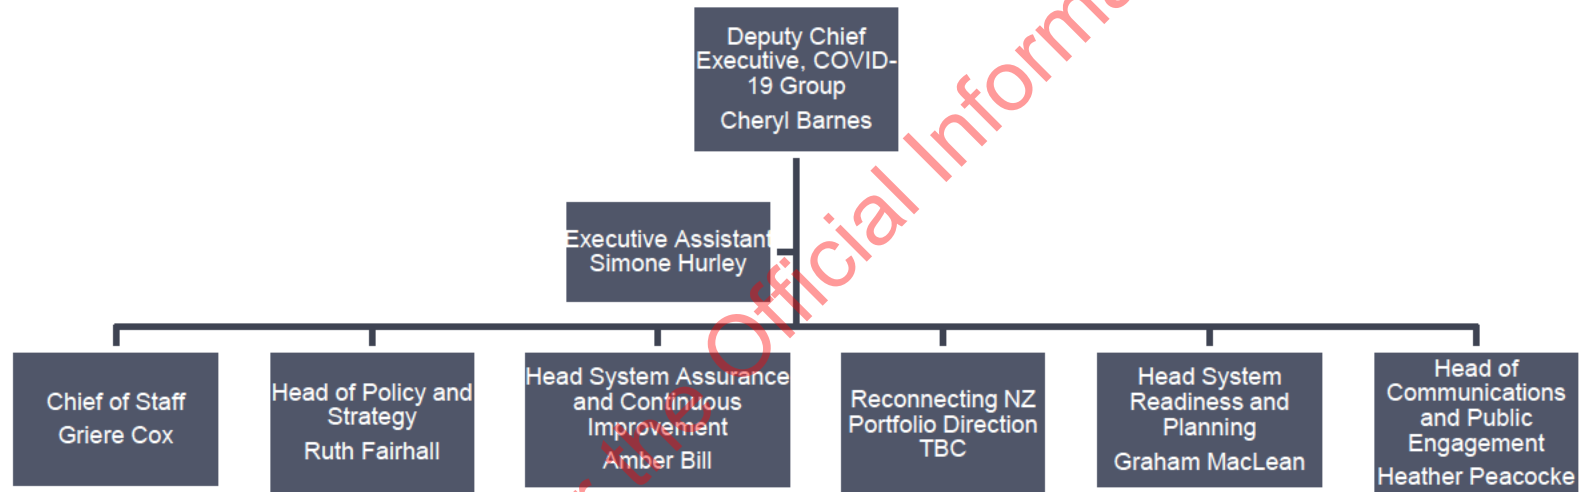 Deputy Chief
Executive, COVID-
19 Group
Cheryl Barnes
Executive Assistant
Simone Hurley
Chief of Staff
Griere Cox
Head of Policy and
Strategy
Ruth Fairhall
Head System Assurance
and Continuous
Improvement
Amber Bill
Reconnecting NZ
Portfolio Direction
TBC
Head System
Readiness and
Planning
Graham MacLean
Head of
Communications
and Public
Engagement
Heather Peacocke
the Official